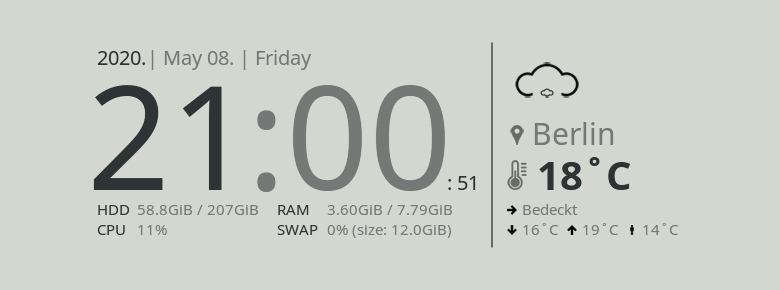 2020.| May 08. | Friday
21:00: 51
HDD 58.8GiB / 207GiB RAM 3.60GiB / 7.79GiB
CPU 11% SWAP 0% (size: 12.0GiB)
Berlin
18˚C
Bedeckt
16˚C 19˚C 14˚C